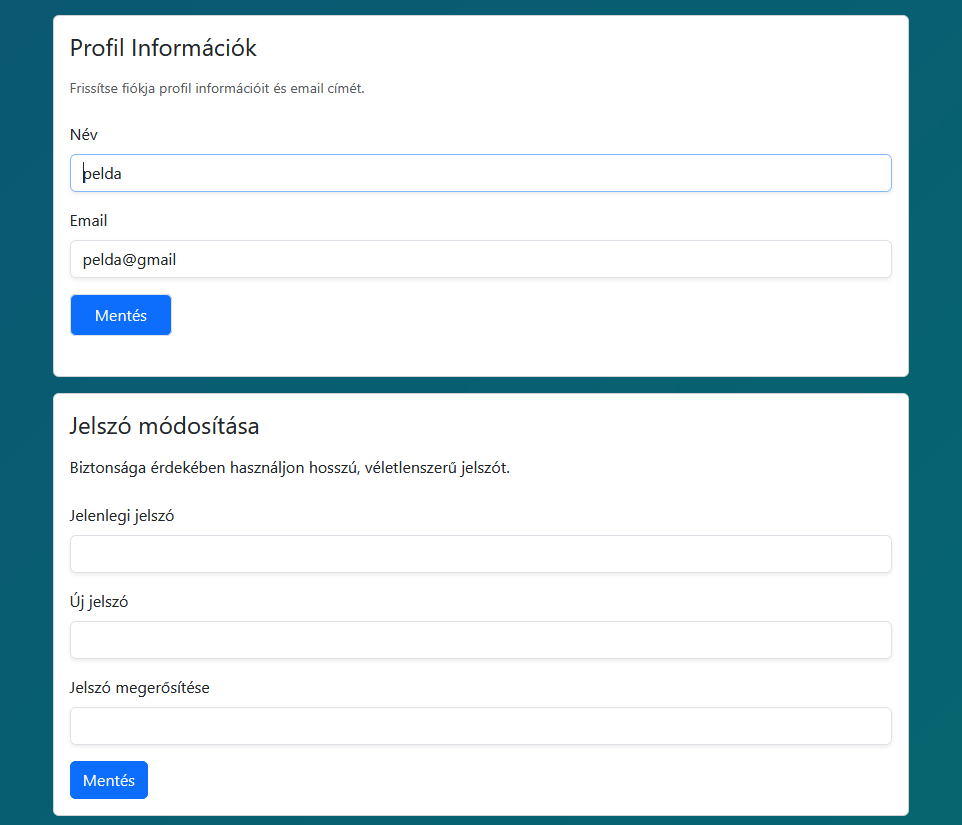 Profil Információk
Frissítse fiókja profil információit és email címét.
Név
pelda
Email
pelda@gmail
Mentés
Jelszó módosítása
Biztonsága érdekében használjon hosszú, véletlenszerű jelszót.
Jelenlegi jelszó
Új jelszó
Jelszó megerősítése
Mentés